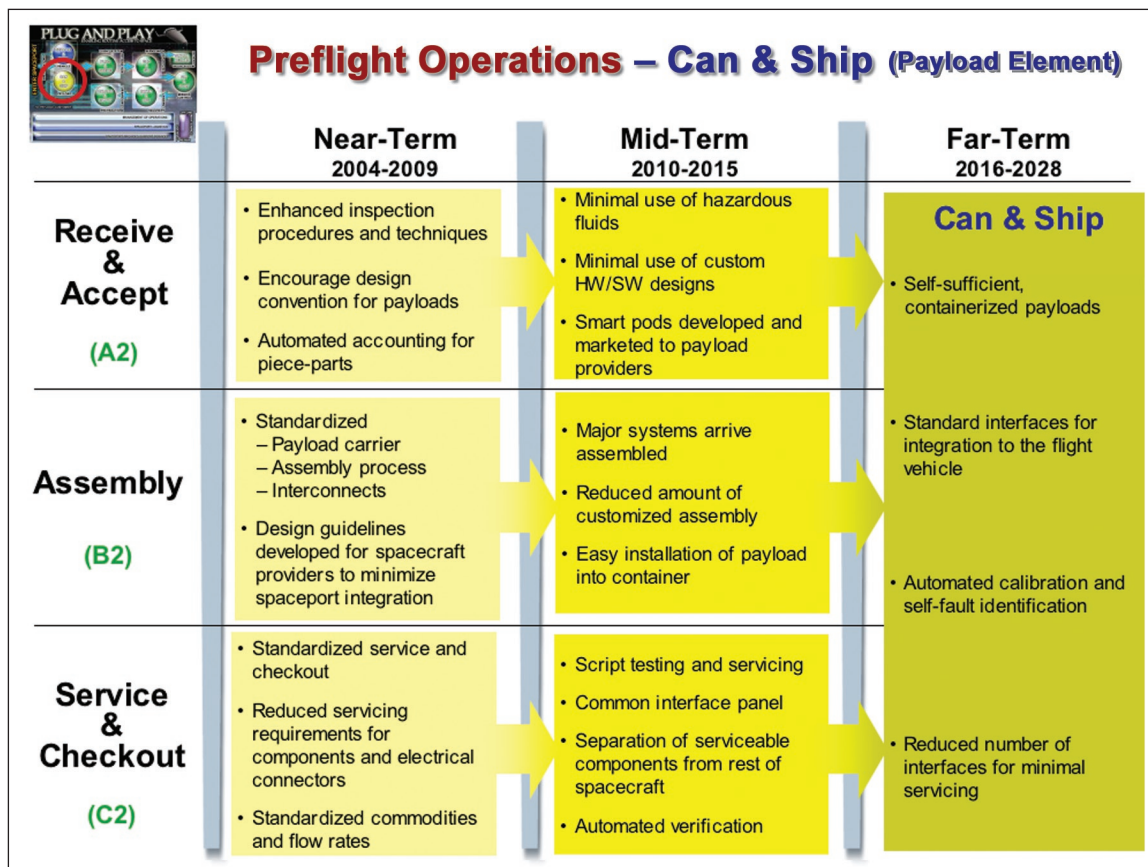 PLUG AND PLAY
Preflight Operations – Can & Ship (Payload Element)
Near-Term
2004-2009
Mid-Term
2010-2015
Far-Term
2016-2028
Receive
&
Accept
(A2)
• Enhanced inspection
procedures and techniques
• Encourage design
convention for payloads
• Automated accounting for
piece-parts
• Minimal use of hazardous
fluids
• Minimal use of custom
HW/SW designs
• Smart pods developed and
marketed to payload
providers
Can & Ship
• Self-sufficient,
containerized payloads
Assembly
(B2)
• Standardized
– Payload carrier
– Assembly process
– Interconnects
• Design guidelines
developed for spacecraft
providers to minimize
spaceport integration
• Major systems arrive
assembled
• Reduced amount of
customized assembly
• Easy installation of payload
into container
• Standard interfaces for
integration to the flight
vehicle
• Automated calibration and
self-fault identification
Service
&
Checkout
(C2)
• Standardized service and
checkout
• Reduced servicing
requirements for
components and electrical
connectors
• Standardized commodities
and flow rates
• Script testing and servicing
• Common interface panel
• Separation of serviceable
components from rest of
spacecraft
• Automated verification
• Reduced number of
interfaces for minimal
servicing